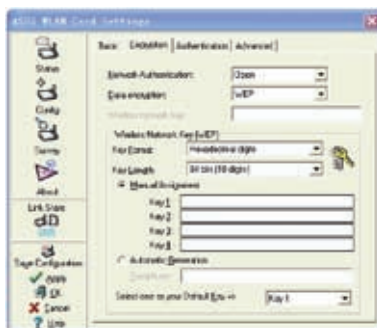 ASUS WLAN Card Settings
Status
Config
Survey
About
Link State
Apply
OK
Cancel
Help
Basic Encryption Authentication Advanced
Network Authentication: Open
Data encryption: WEP
Wireless Network Key (WEP)
Key Format: Hexadecimal digits
Key Length: 64 bits (10 digits)
Manual Assignment
Key 1
Key 2
Key 3
Key 4
Automatic Generation
Select one as your Default Key => Key 1